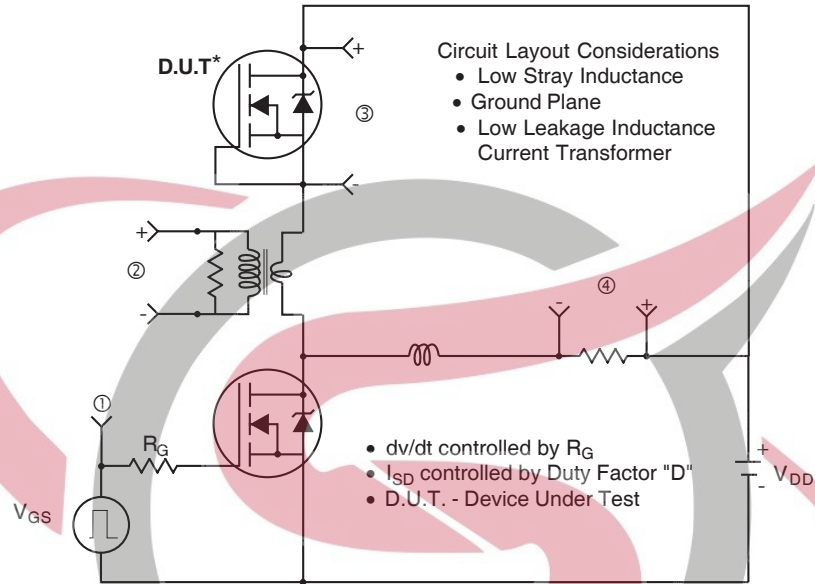 D.U.T*
+
Circuit Layout Considerations
• Low Stray Inductance
• Ground Plane
• Low Leakage Inductance
Current Transformer
③
-
+
②
-
④
-
+
①
RG
• dv/dt controlled by RG
• ISD controlled by Duty Factor "D"
• D.U.T. - Device Under Test
+
VDD
-
VGS